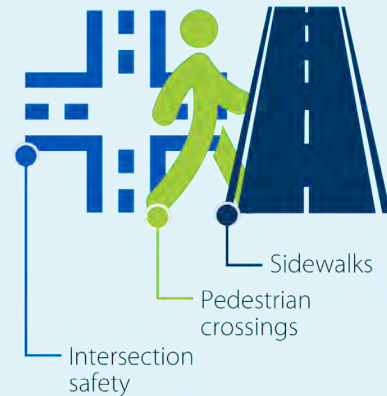 Sidewalks
Pedestrian
crossings
Intersection
safety